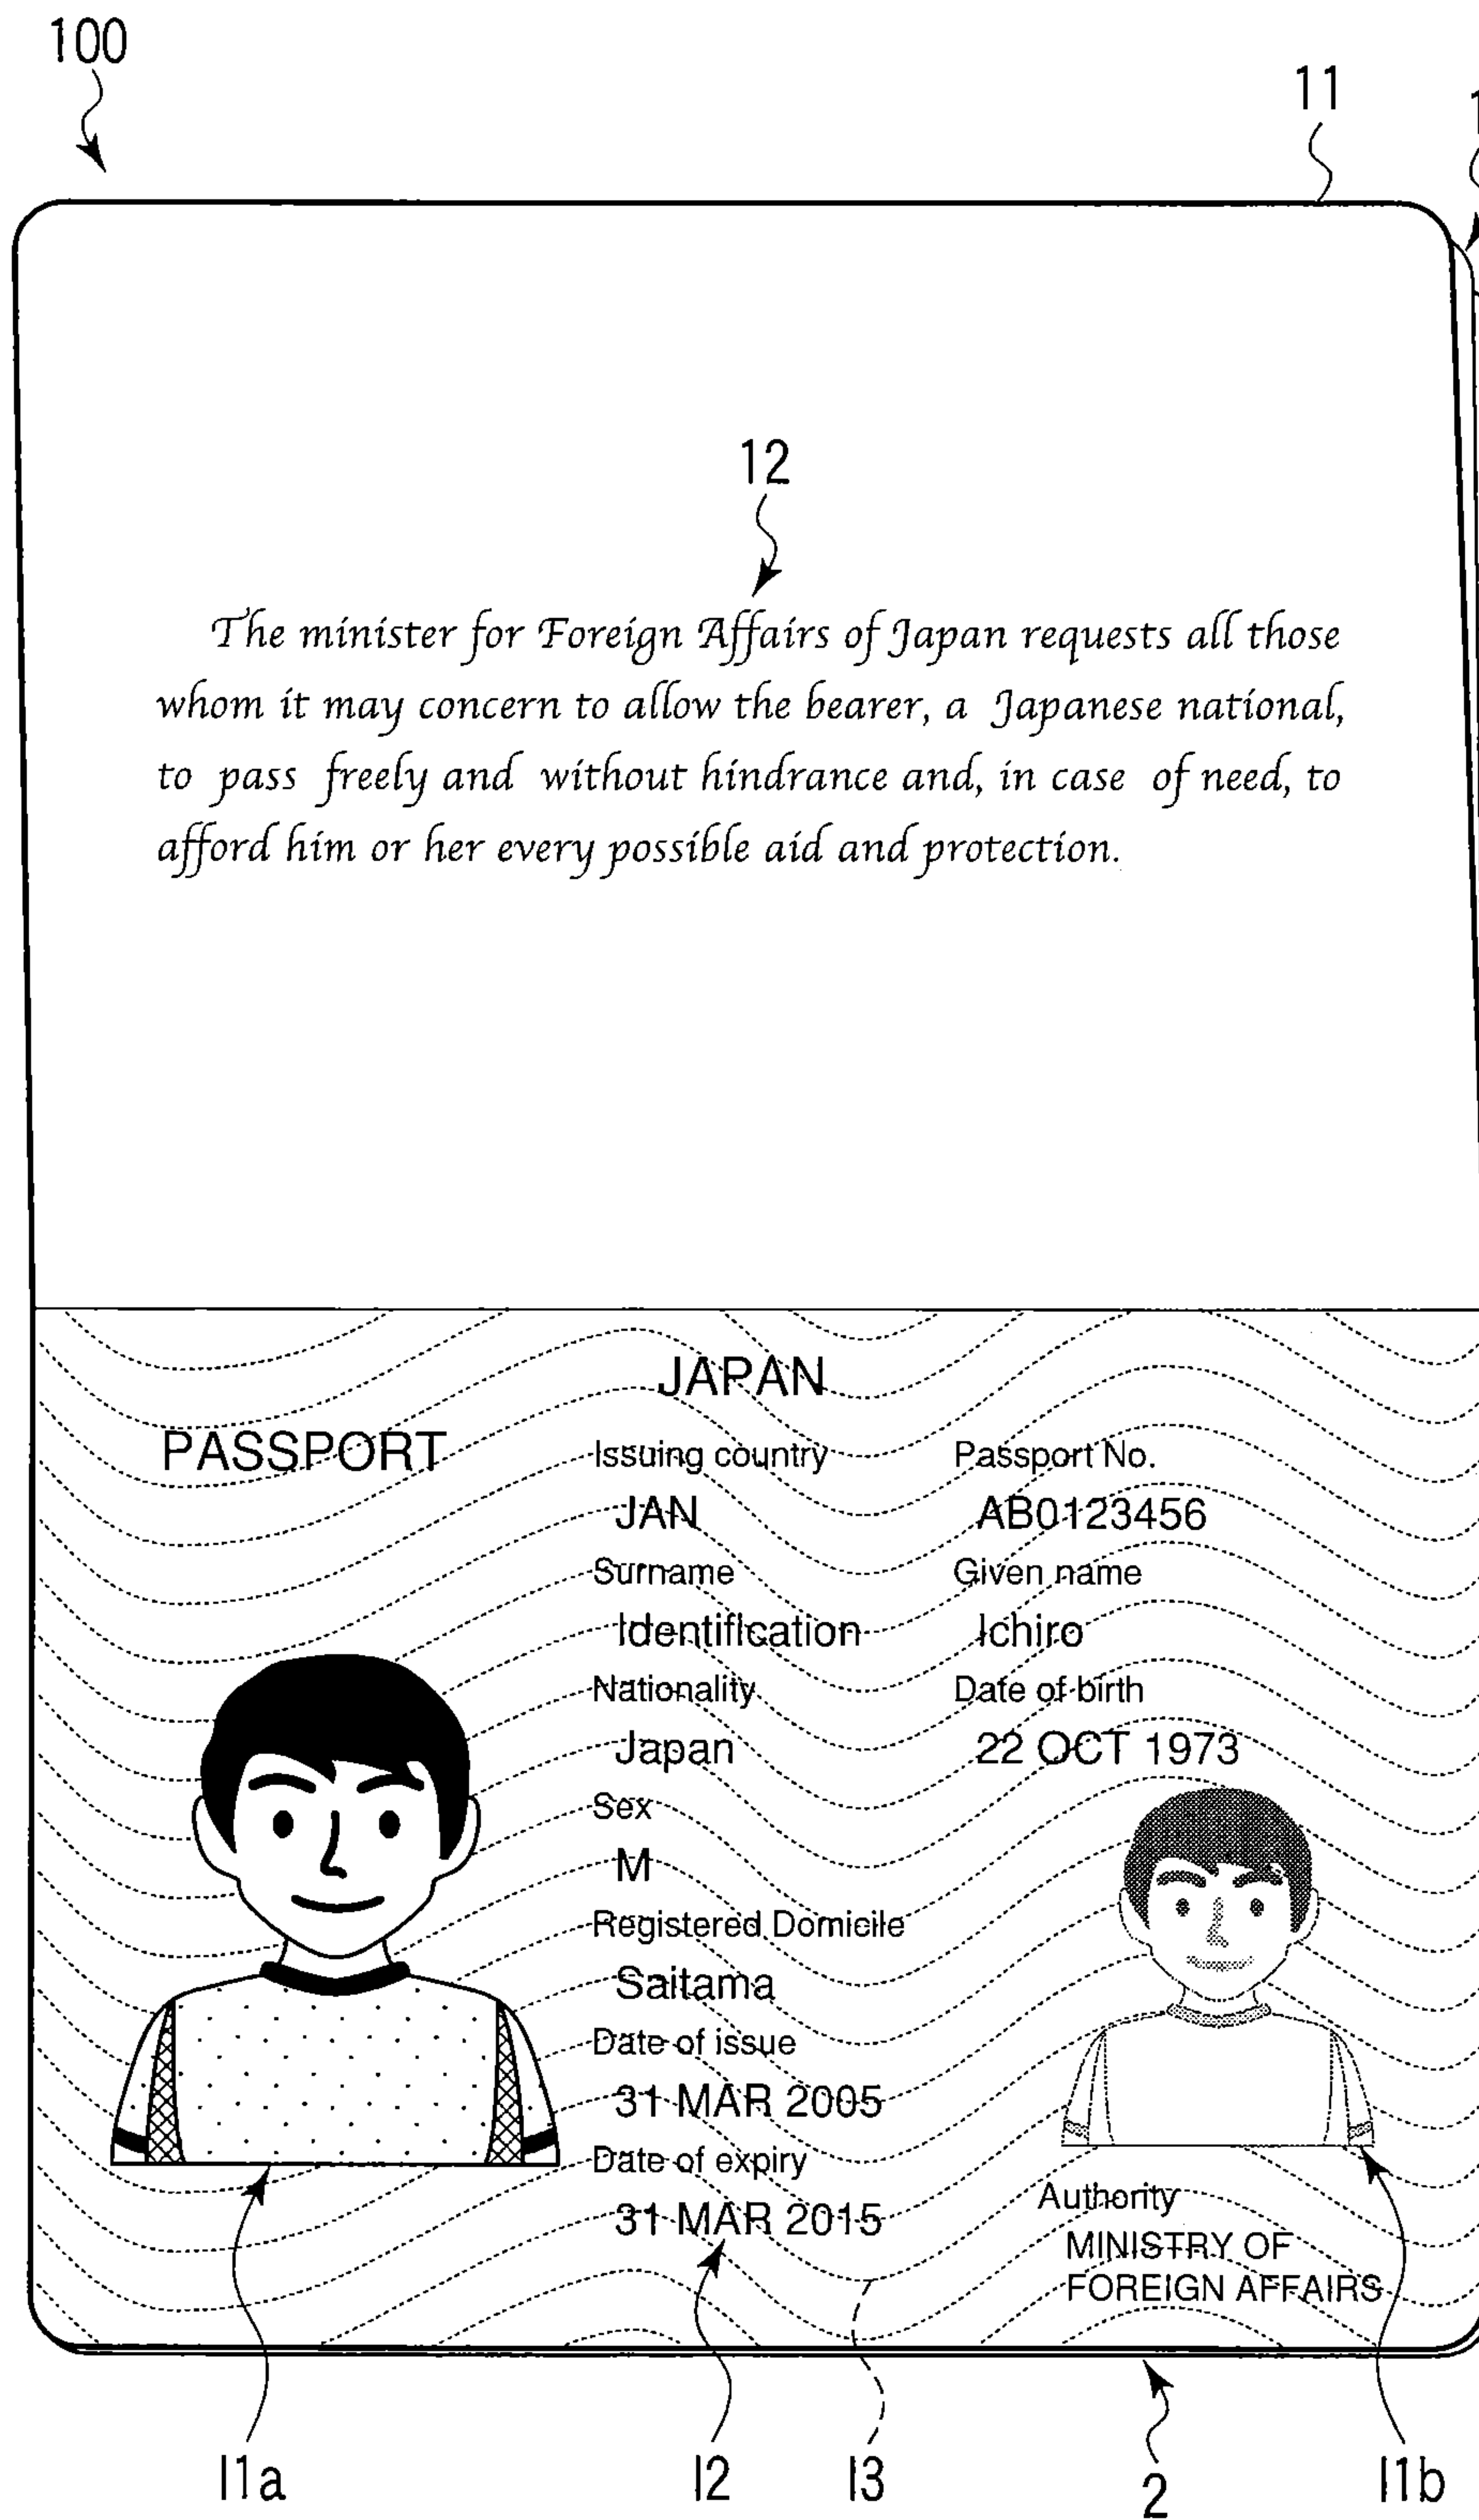 100
11
12
The minister for Foreign Affairs of Japan requests all those
whom it may concern to allow the bearer, a Japanese national,
to pass freely and without hindrance and, in case of need, to
afford him or her every possible aid and protection.
JAPAN
PASSPORT
Issuing country
Passport No.
JAN
AB0123456
Surname
Given name
Identification
Ichiro
Nationality
Date of birth
Japan
22 OCT 1973
Sex
M
Registered Domicile
Saitama
Date of issue
31 MAR 2005
Date of expiry
31 MAR 2015
Authority
MINISTRY OF
FOREIGN AFFAIRS
I1a
I2
I3
2
I1b